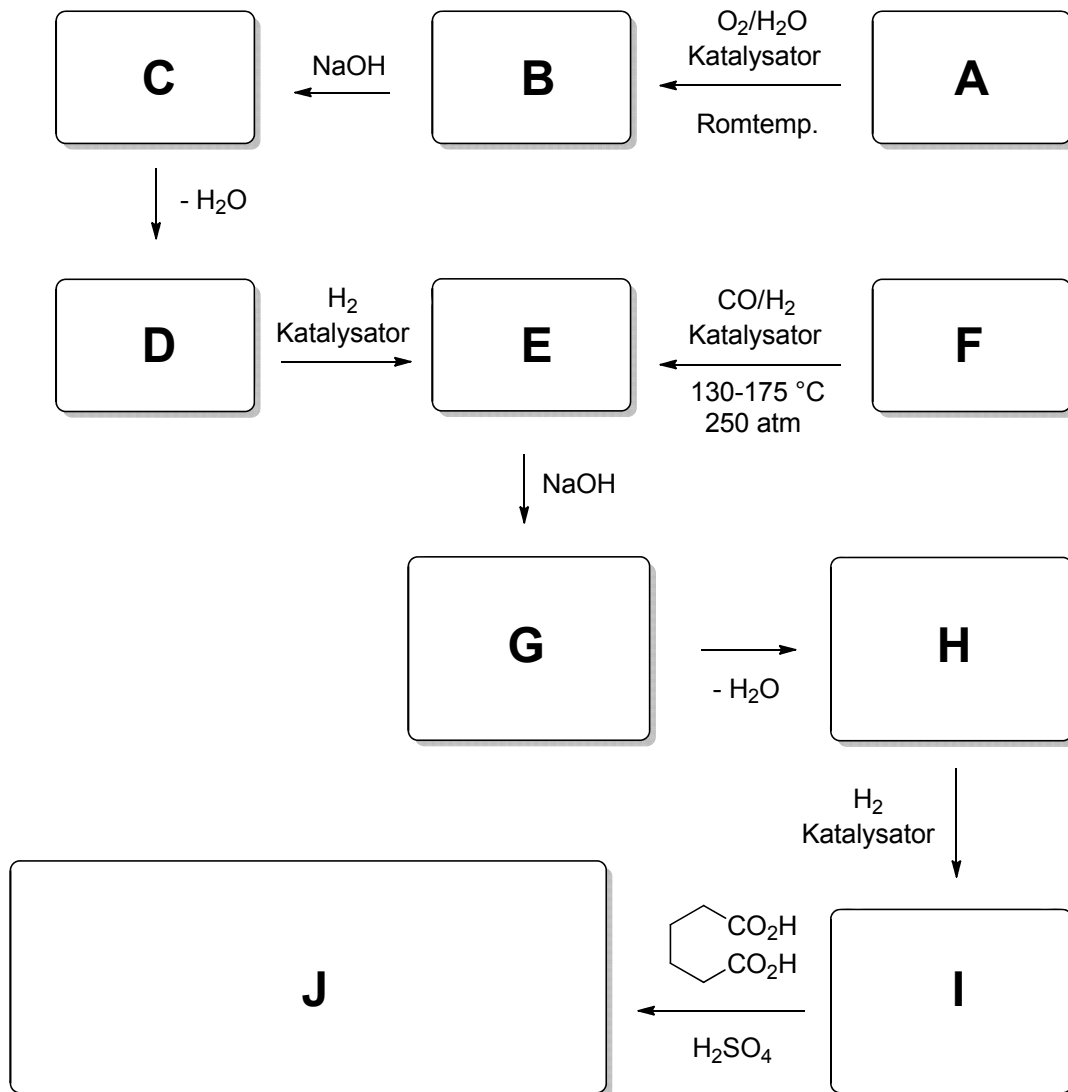 C
NaOH
B
O₂/H₂O
Katalysator
Romtemp.
A
- H₂O
D
H₂
Katalysator
E
CO/H₂
Katalysator
130-175 °C
250 atm
F
NaOH
G
- H₂O
H
H₂
Katalysator
J
CO₂H
CO₂H
H₂SO₄
I